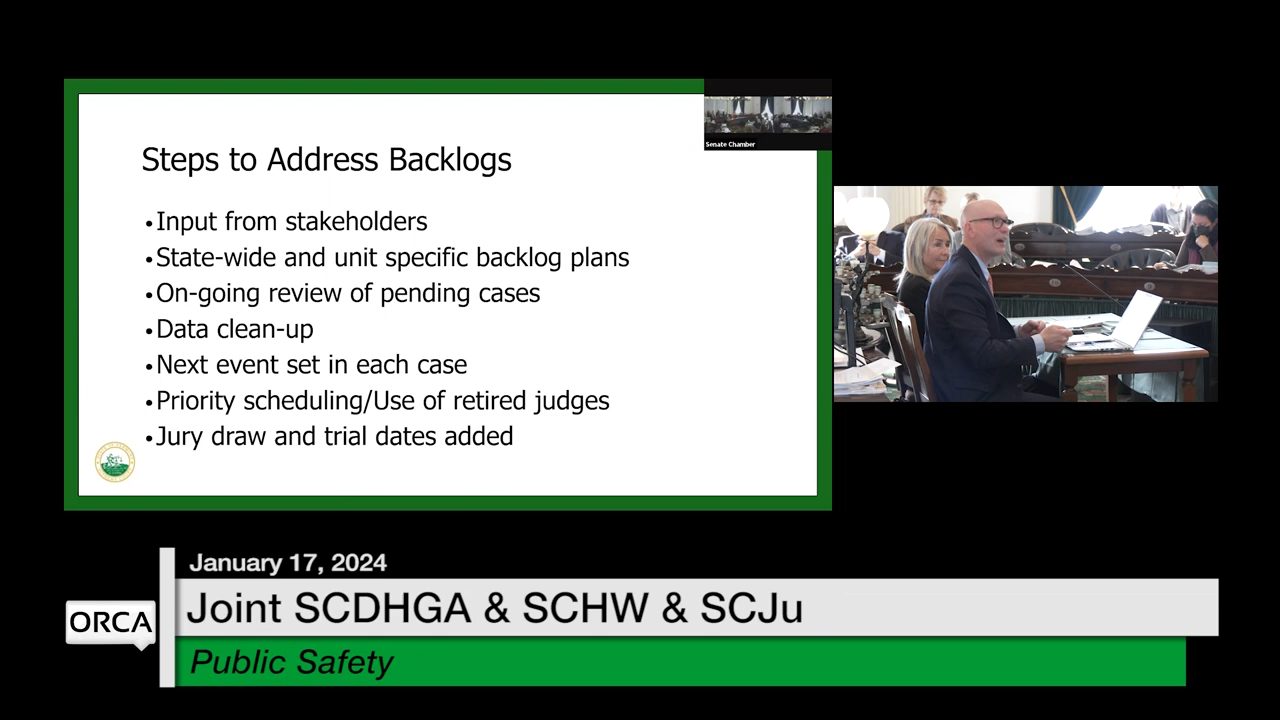 Senate Chamber
Steps to Address Backlogs
•Input from stakeholders
•State-wide and unit specific backlog plans
•On-going review of pending cases
•Data clean-up
•Next event set in each case
•Priority scheduling/Use of retired judges
•Jury draw and trial dates added
January 17, 2024
ORCA
Joint SCDHGA & SCHW & SCJu
Public Safety